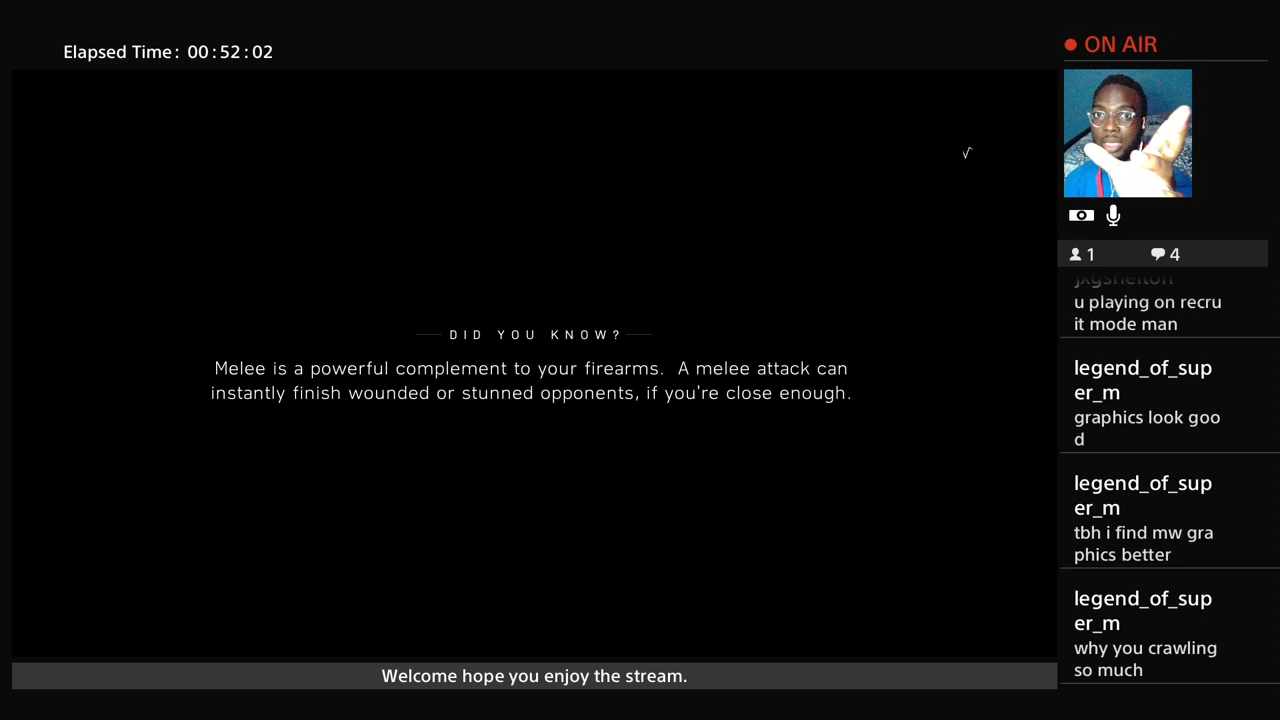 Elapsed Time: 00:52:02
ON AIR
1 4
jxgshelton
u playing on recru
it mode man
legend_of_sup
er_m
graphics look goo
d
legend_of_sup
er_m
tbh i find mw gra
phics better
legend_of_sup
er_m
why you crawling
so much
DID YOU KNOW?
Melee is a powerful complement to your firearms. A melee attack can
instantly finish wounded or stunned opponents, if you're close enough.
Welcome hope you enjoy the stream.